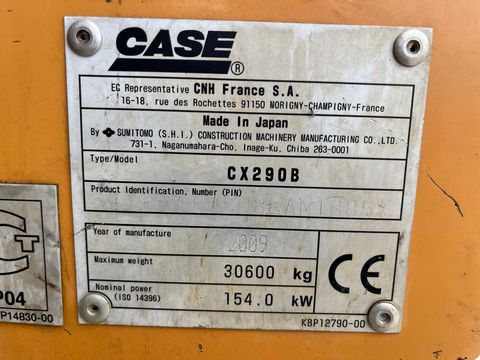 CASE®
EC Representative CNH France S.A.
16-18, rue des Rochettes 91150 MORIGNY-CHAMPIGNY-France
Made In Japan
By SUMITOMO (S.H.I.) CONSTRUCTION MACHINERY MANUFACTURING CO.,LTD.
731-1, Naganumahara-Cho, Inage-Ku, Chiba 263-0001
Type/Model
CX290B
Product Identification, Number (PIN)
Year of manufacture
2009
Maximum weight
30600 kg
Nominal power
(ISO 14396)
154.0 kW
CE
KBP12790-00
T
P04
P14830-00